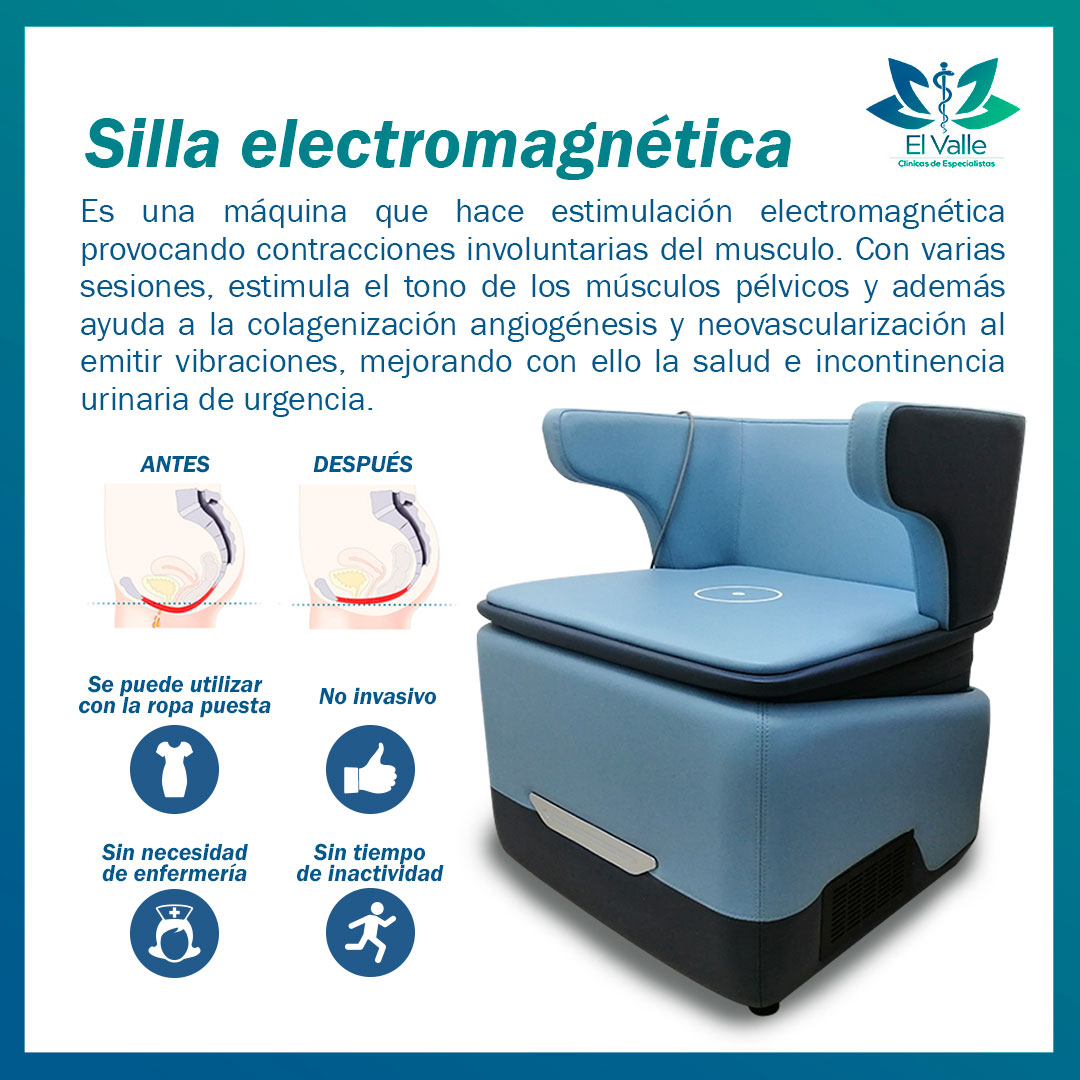 El Valle
Clínicas de Especialistas
Silla electromagnética
Es una máquina que hace estimulación electromagnética
provocando contracciones involuntarias del musculo. Con varias
sesiones, estimula el tono de los músculos pélvicos y además
ayuda a la colagenización angiogénesis y neovascularización al
emitir vibraciones, mejorando con ello la salud e incontinencia
urinaria de urgencia.
ANTES
DESPUÉS
Se puede utilizar
con la ropa puesta
No invasivo
Sin necesidad
de enfermería
Sin tiempo
de inactividad